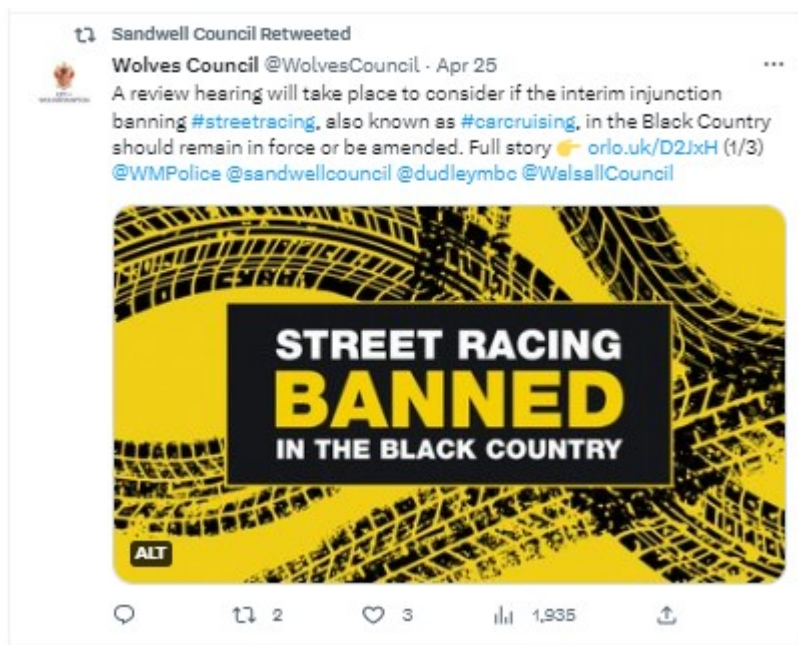 Sandwell Council Retweeted
Wolves Council @WolvesCouncil · Apr 25
A review hearing will take place to consider if the interim injunction
banning #streetracing, also known as #carcruising, in the Black Country
should remain in force or be amended. Full story 👉 orlo.uk/D2JxH (1/3)
@WMPolice @sandwellcouncil @dudleymbc @WalsallCouncil
STREET RACING
BANNED
IN THE BLACK COUNTRY
ALT
2 3 1,935